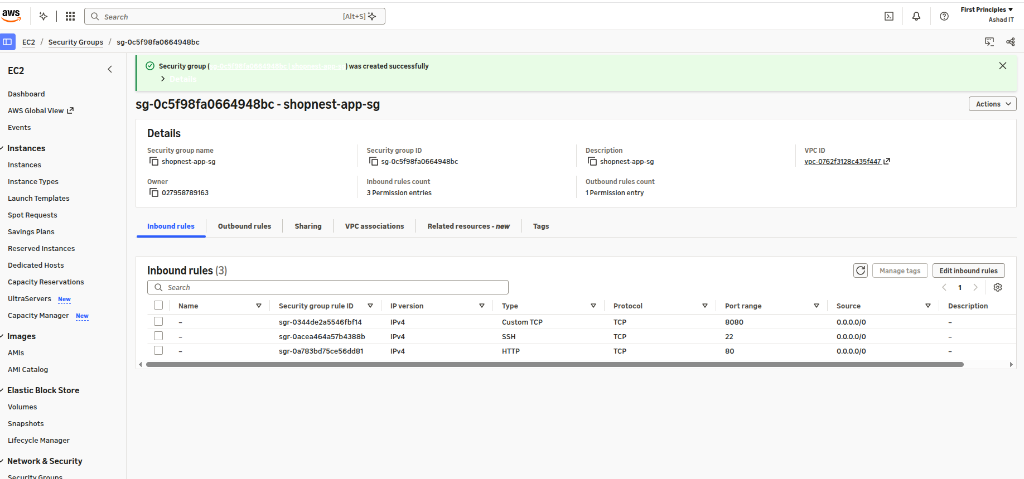 aws
Search
[Alt+S]
First Principles
Ashad IT
EC2 / Security Groups / sg-0c5f98fa0664948bc
EC2
Dashboard
AWS Global View
Events
Instances
Instances
Instance Types
Launch Templates
Spot Requests
Savings Plans
Reserved Instances
Dedicated Hosts
Capacity Reservations
UltraServers New
Capacity Manager New
Images
AMIs
AMI Catalog
Elastic Block Store
Volumes
Snapshots
Lifecycle Manager
Network & Security
Security Groups
Security group ( ) was created successfully
Details
sg-0c5f98fa0664948bc - shopnest-app-sg
Actions
Details
Security group name
shopnest-app-sg
Security group ID
sg-0c5f98fa0664948bc
Description
shopnest-app-sg
VPC ID
vpc-0762f3128c435f447
Owner
027958789163
Inbound rules count
3 Permission entries
Outbound rules count
1 Permission entry
Inbound rules Outbound rules Sharing VPC associations Related resources - new Tags
Inbound rules (3)
Manage tags
Edit inbound rules
Search
1
Name Security group rule ID IP version Type Protocol Port range Source Description
– sgr-0344de2a5546fbf14 IPv4 Custom TCP TCP 8080 0.0.0.0/0 –
– sgr-0acea464a57b4388b IPv4 SSH TCP 22 0.0.0.0/0 –
– sgr-0a783bd75ce56dd81 IPv4 HTTP TCP 80 0.0.0.0/0 –